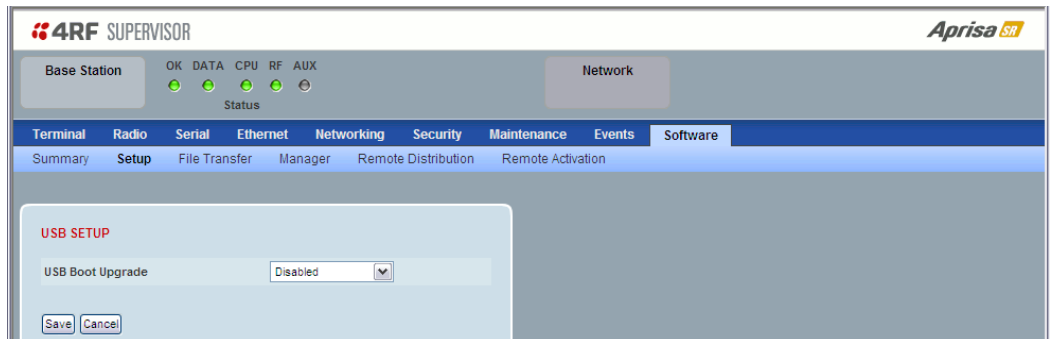 4RF SUPERVISOR
Aprisa SR
Base Station
OK DATA CPU RF AUX
Status
Network
Terminal Radio Serial Ethernet Networking Security Maintenance Events Software
Summary Setup File Transfer Manager Remote Distribution Remote Activation
USB SETUP
USB Boot Upgrade Disabled
Save Cancel